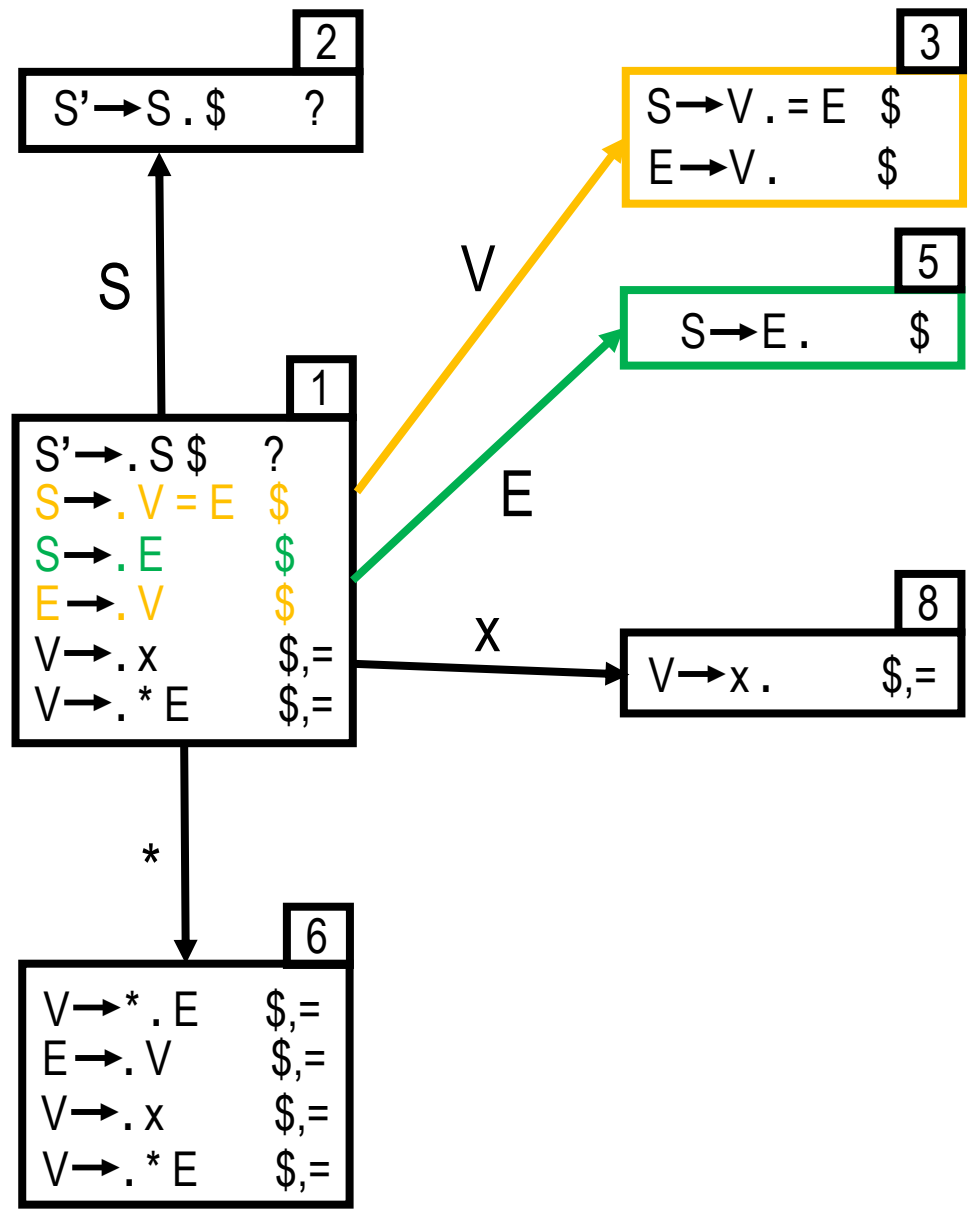 2
S’→S . $ ?
3
S→V . = E $
E→V . $
S
V
5
S→E . $
1
S’→. S $ ?
S→. V = E $
S→. E $
E→. V $
V→. x $,=
V→. * E $,=
E
x
8
V→x . $,=
*
6
V→* . E $,=
E→. V $,=
V→. x $,=
V→. * E $,=